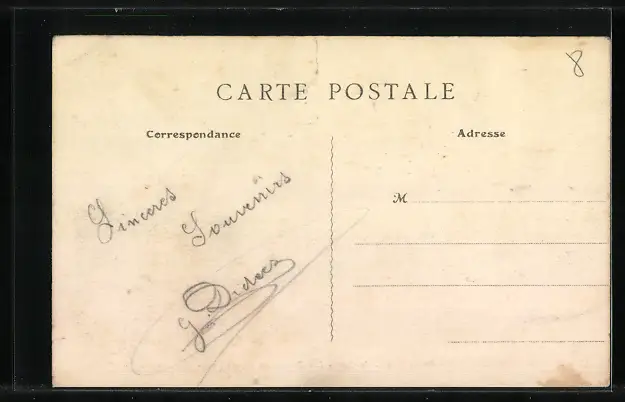 8
CARTE POSTALE
Correspondance
Adresse
Sincères
Souvenirs
M
G.